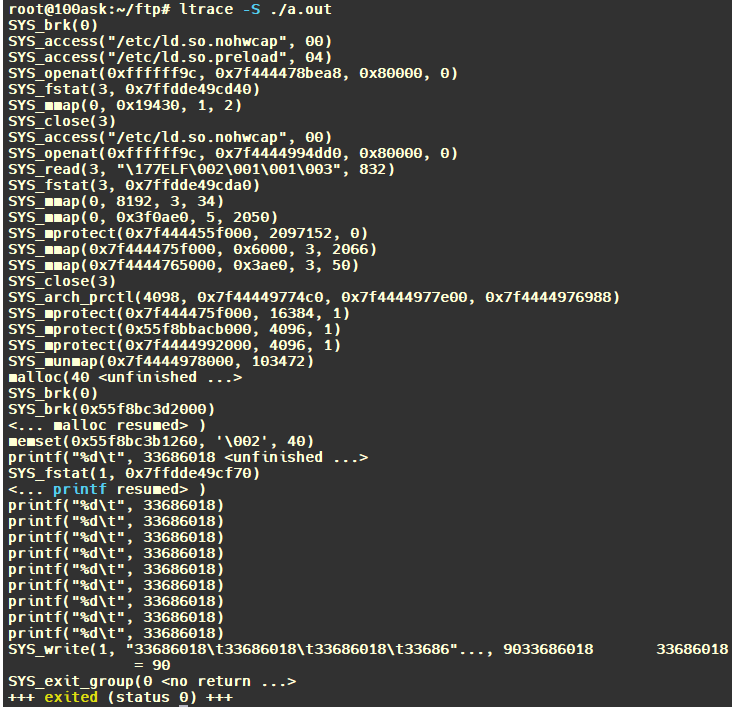 root@100ask:~/ftp# ltrace -S ./a.out
SYS_brk(0)
SYS_access("/etc/ld.so.nohwcap", 00)
SYS_access("/etc/ld.so.preload", 04)
SYS_openat(0xffffff9c, 0x7f444478bea8, 0x80000, 0)
SYS_fstat(3, 0x7ffdde49cd40)
SYS_mmap(0, 0x19430, 1, 2)
SYS_close(3)
SYS_access("/etc/ld.so.nohwcap", 00)
SYS_openat(0xffffff9c, 0x7f4444994dd0, 0x80000, 0)
SYS_read(3, "\177ELF\002\001\001\003", 832)
SYS_fstat(3, 0x7ffdde49cda0)
SYS_mmap(0, 8192, 3, 34)
SYS_mmap(0, 0x3f0ae0, 5, 2050)
SYS_mprotect(0x7f444455f000, 2097152, 0)
SYS_mmap(0x7f444475f000, 0x6000, 3, 2066)
SYS_mmap(0x7f4444765000, 0x3ae0, 3, 50)
SYS_close(3)
SYS_arch_prctl(4098, 0x7f44449774c0, 0x7f4444977e00, 0x7f4444976988)
SYS_mprotect(0x7f444475f000, 16384, 1)
SYS_mprotect(0x55f8bbacb000, 4096, 1)
SYS_mprotect(0x7f4444992000, 4096, 1)
SYS_munmap(0x7f4444978000, 103472)
malloc(40 <unfinished ...>
SYS_brk(0)
SYS_brk(0x55f8bc3d2000)
<... malloc resumed> )
memset(0x55f8bc3b1260, '\002', 40)
printf("%d\t", 33686018 <unfinished ...>
SYS_fstat(1, 0x7ffdde49cf70)
<... printf resumed> )
printf("%d\t", 33686018)
printf("%d\t", 33686018)
printf("%d\t", 33686018)
printf("%d\t", 33686018)
printf("%d\t", 33686018)
printf("%d\t", 33686018)
printf("%d\t", 33686018)
printf("%d\t", 33686018)
printf("%d\t", 33686018)
SYS_write(1, "33686018\t33686018\t33686018\t33686"..., 9033686018 33686018
= 90
SYS_exit_group(0 <no return ...>
+++ exited (status 0) +++